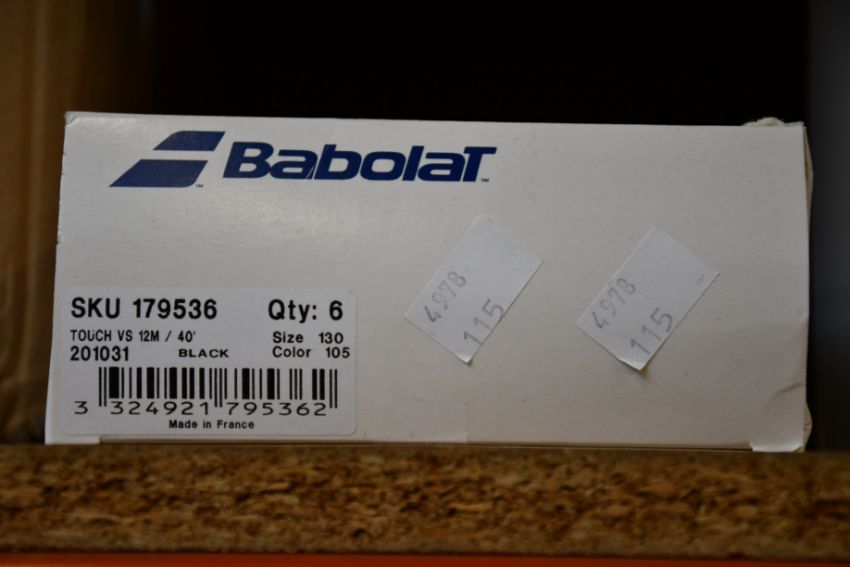 BabolaT
SKU 179536 Qty: 6
TOUCH VS 12M / 40' Size 130
201031 BLACK Color 105
3 324921 795362
Made in France
4978
115
4978
115